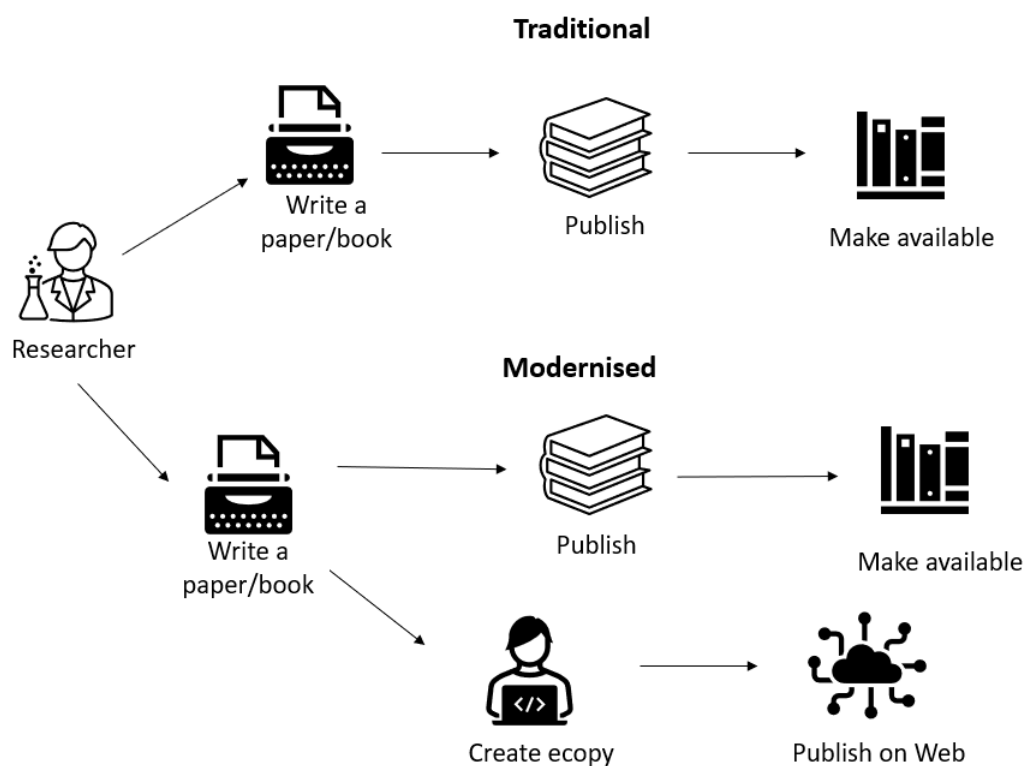 Traditional
Write a
paper/book
Publish
Make available
Researcher
Modernised
Write a
paper/book
Publish
Make available
</>
Create ecopy
Publish on Web